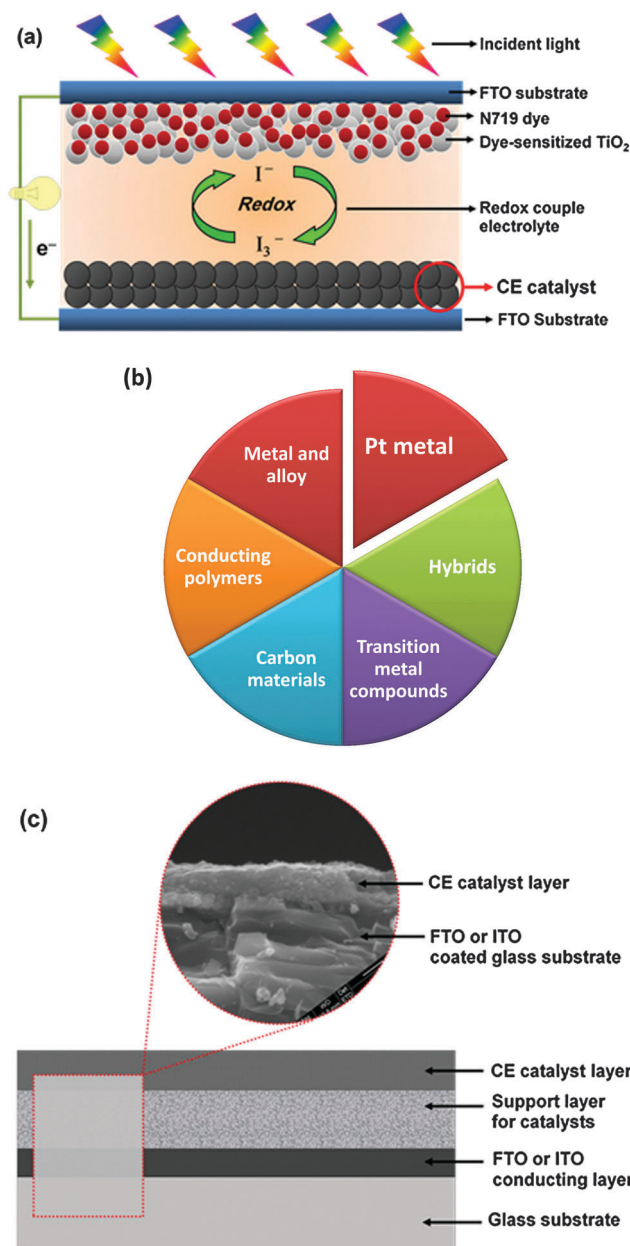 (a)
Incident light
FTO substrate
N719 dye
Dye-sensitized TiO₂
I⁻
Redox
I₃⁻
Redox couple
electrolyte
e⁻
CE catalyst
FTO Substrate
(b)
Metal and
alloy
Pt metal
Conducting
polymers
Hybrids
Carbon
materials
Transition
metal
compounds
(c)
CE catalyst layer
FTO or ITO
coated glass substrate
CE catalyst layer
Support layer
for catalysts
FTO or ITO
conducting layer
Glass substrate